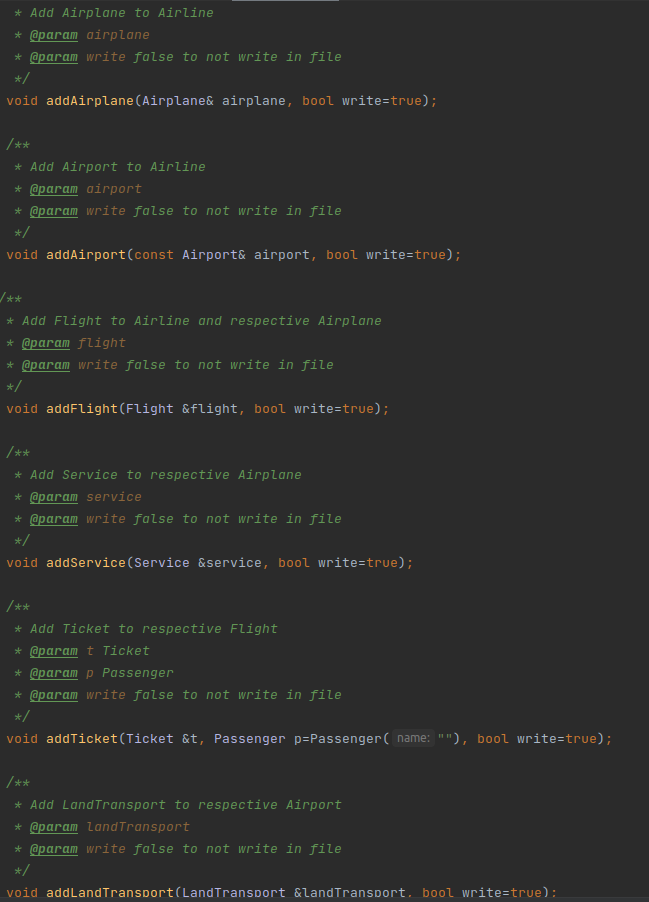 * Add Airplane to Airline
* @param airplane
* @param write false to not write in file
*/
void addAirplane(Airplane& airplane, bool write=true);
/**
* Add Airport to Airline
* @param airport
* @param write false to not write in file
*/
void addAirport(const Airport& airport, bool write=true);
/**
* Add Flight to Airline and respective Airplane
* @param flight
* @param write false to not write in file
*/
void addFlight(Flight &flight, bool write=true);
/**
* Add Service to respective Airplane
* @param service
* @param write false to not write in file
*/
void addService(Service &service, bool write=true);
/**
* Add Ticket to respective Flight
* @param t Ticket
* @param p Passenger
* @param write false to not write in file
*/
void addTicket(Ticket &t, Passenger p=Passenger( name: ""), bool write=true);
/**
* Add LandTransport to respective Airport
* @param landTransport
* @param write false to not write in file
*/
void addLandTransport(LandTransport &landTransport, bool write=true);